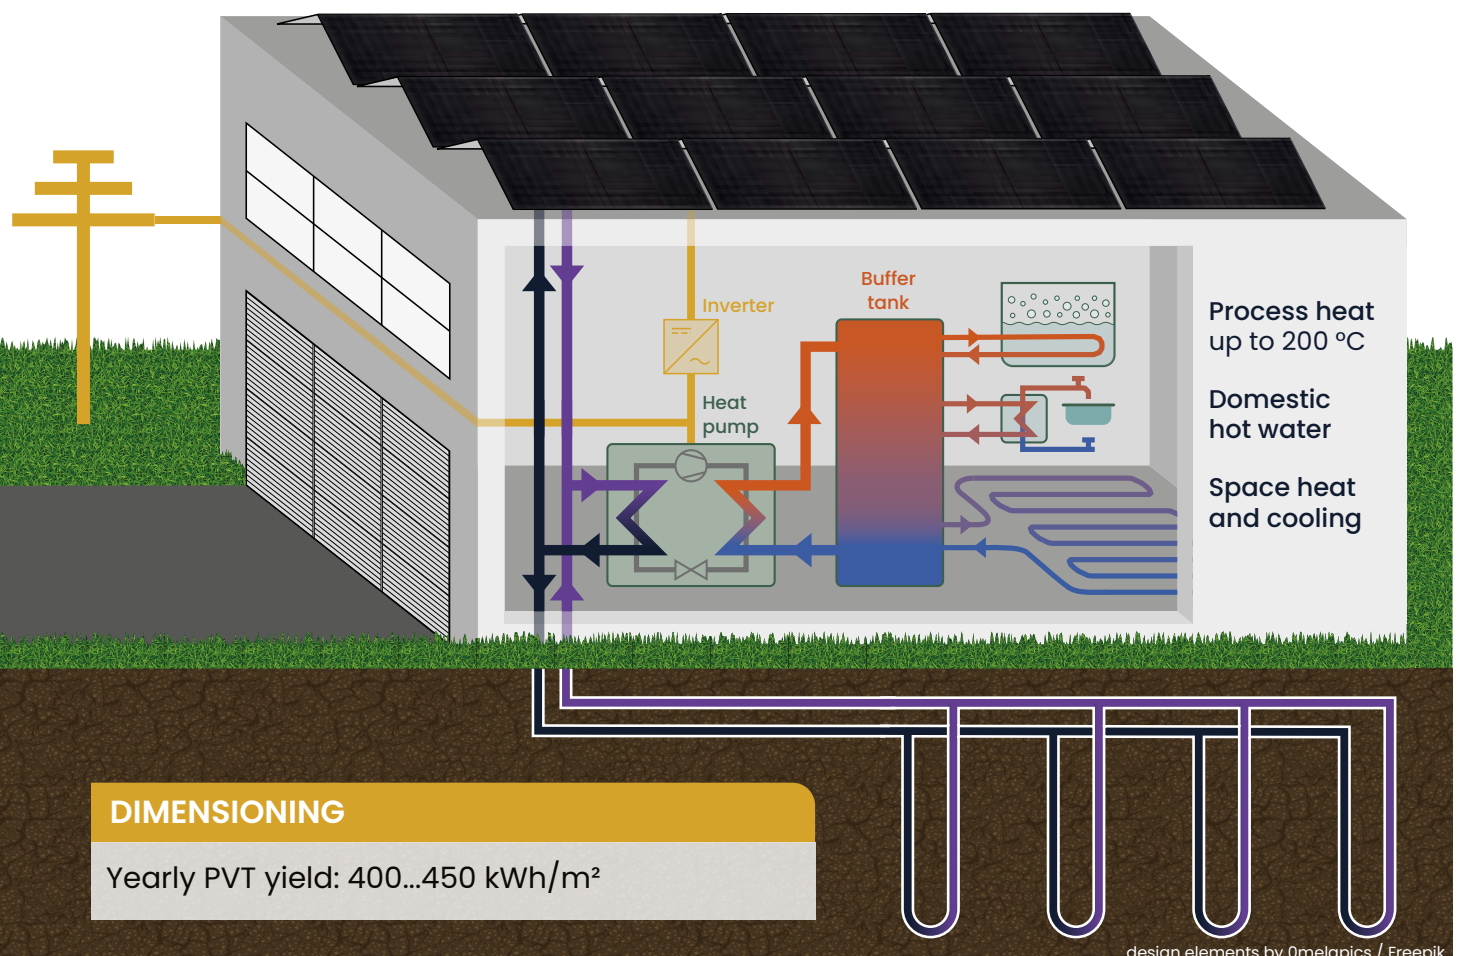 Inverter
Buffer
tank
Heat
pump
Process heat
up to 200 °C
Domestic
hot water
Space heat
and cooling
DIMENSIONING
Yearly PVT yield: 400...450 kWh/m²
design elements by 0melapics / Freepik